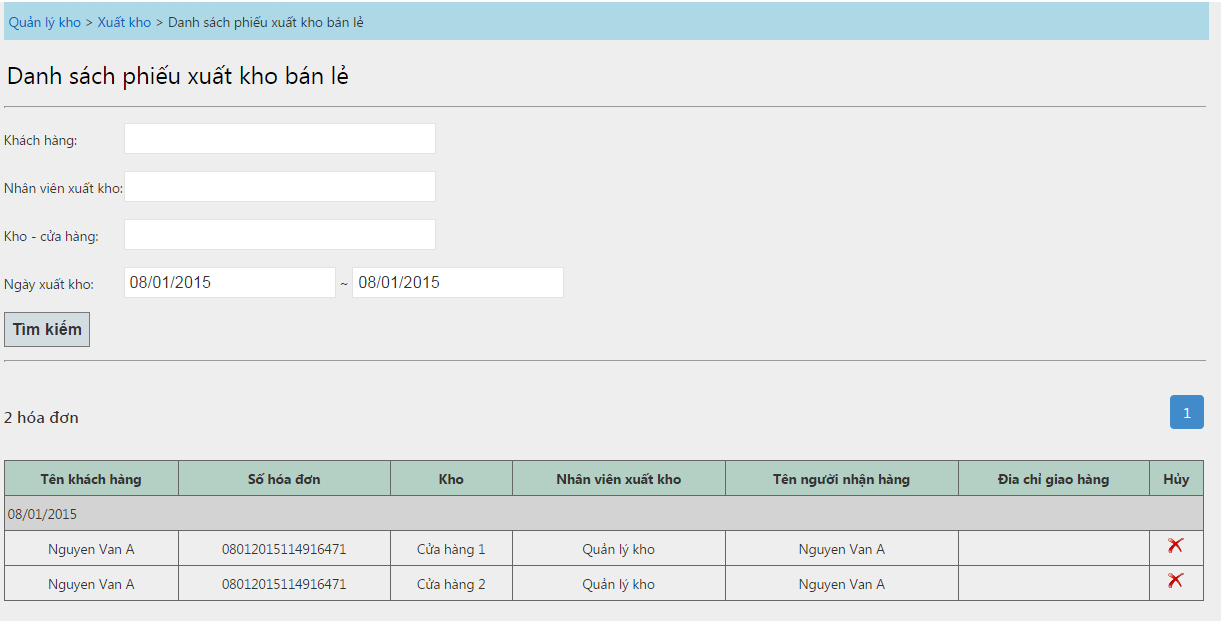 Quản lý kho > Xuất kho > Danh sách phiếu xuất kho bán lẻ
Danh sách phiếu xuất kho bán lẻ
Khách hàng:
Nhân viên xuất kho:
Kho - cửa hàng:
Ngày xuất kho: 08/01/2015 ~ 08/01/2015
Tìm kiếm
2 hóa đơn 1
Tên khách hàng Số hóa đơn Kho Nhân viên xuất kho Tên người nhận hàng Đia chỉ giao hàng Hủy
08/01/2015
Nguyen Van A 08012015114916471 Cửa hàng 1 Quản lý kho Nguyen Van A
Nguyen Van A 08012015114916471 Cửa hàng 2 Quản lý kho Nguyen Van A